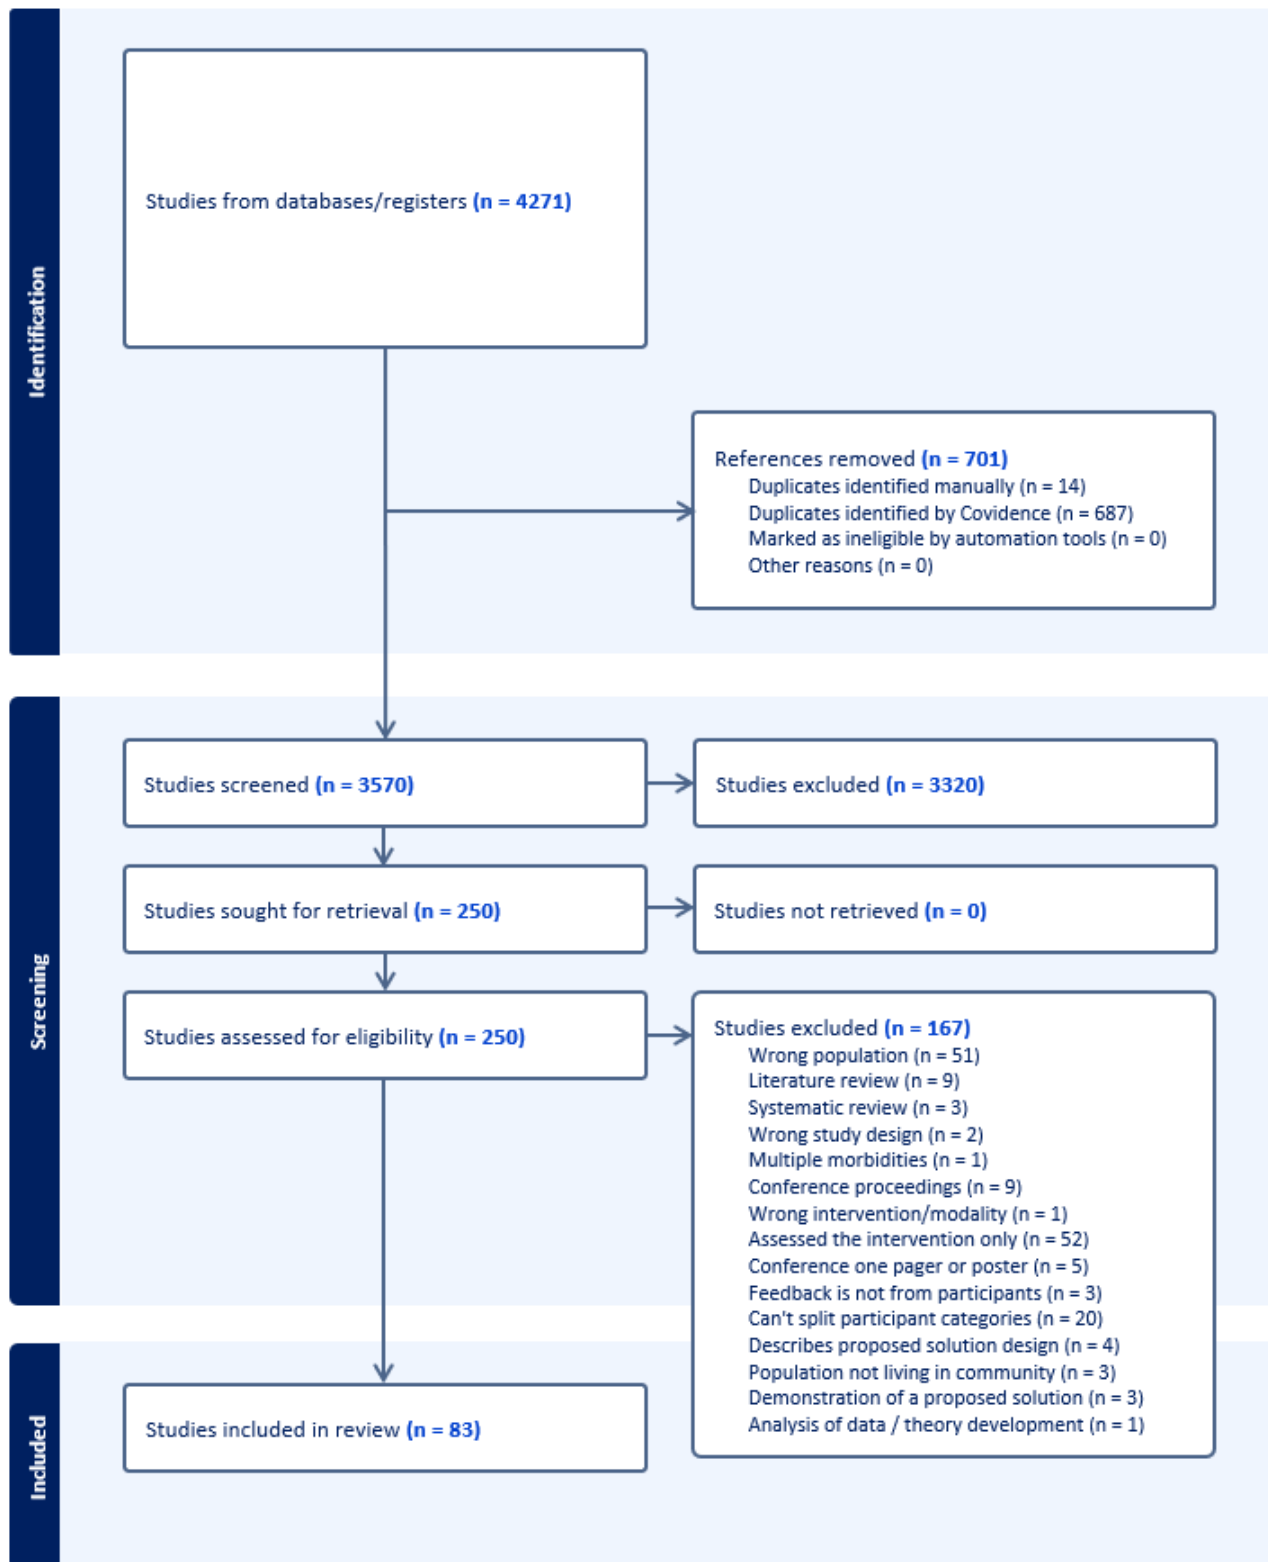 Identification
Studies from databases/registers (n = 4271)
References removed (n = 701)
Duplicates identified manually (n = 14)
Duplicates identified by Covidence (n = 687)
Marked as ineligible by automation tools (n = 0)
Other reasons (n = 0)
Screening
Studies screened (n = 3570)
Studies excluded (n = 3320)
Studies sought for retrieval (n = 250)
Studies not retrieved (n = 0)
Studies assessed for eligibility (n = 250)
Studies excluded (n = 167)
Wrong population (n = 51)
Literature review (n = 9)
Systematic review (n = 3)
Wrong study design (n = 2)
Multiple morbidities (n = 1)
Conference proceedings (n = 9)
Wrong intervention/modality (n = 1)
Assessed the intervention only (n = 52)
Conference one pager or poster (n = 5)
Feedback is not from participants (n = 3)
Can't split participant categories (n = 20)
Describes proposed solution design (n = 4)
Population not living in community (n = 3)
Demonstration of a proposed solution (n = 3)
Analysis of data / theory development (n = 1)
Included
Studies included in review (n = 83)